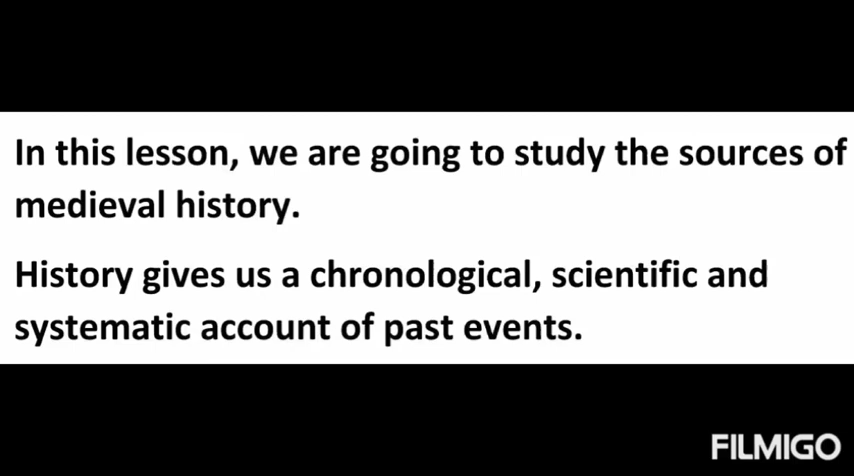 In this lesson, we are going to study the sources of
medieval history.
History gives us a chronological, scientific and
systematic account of past events.
FILMIGO